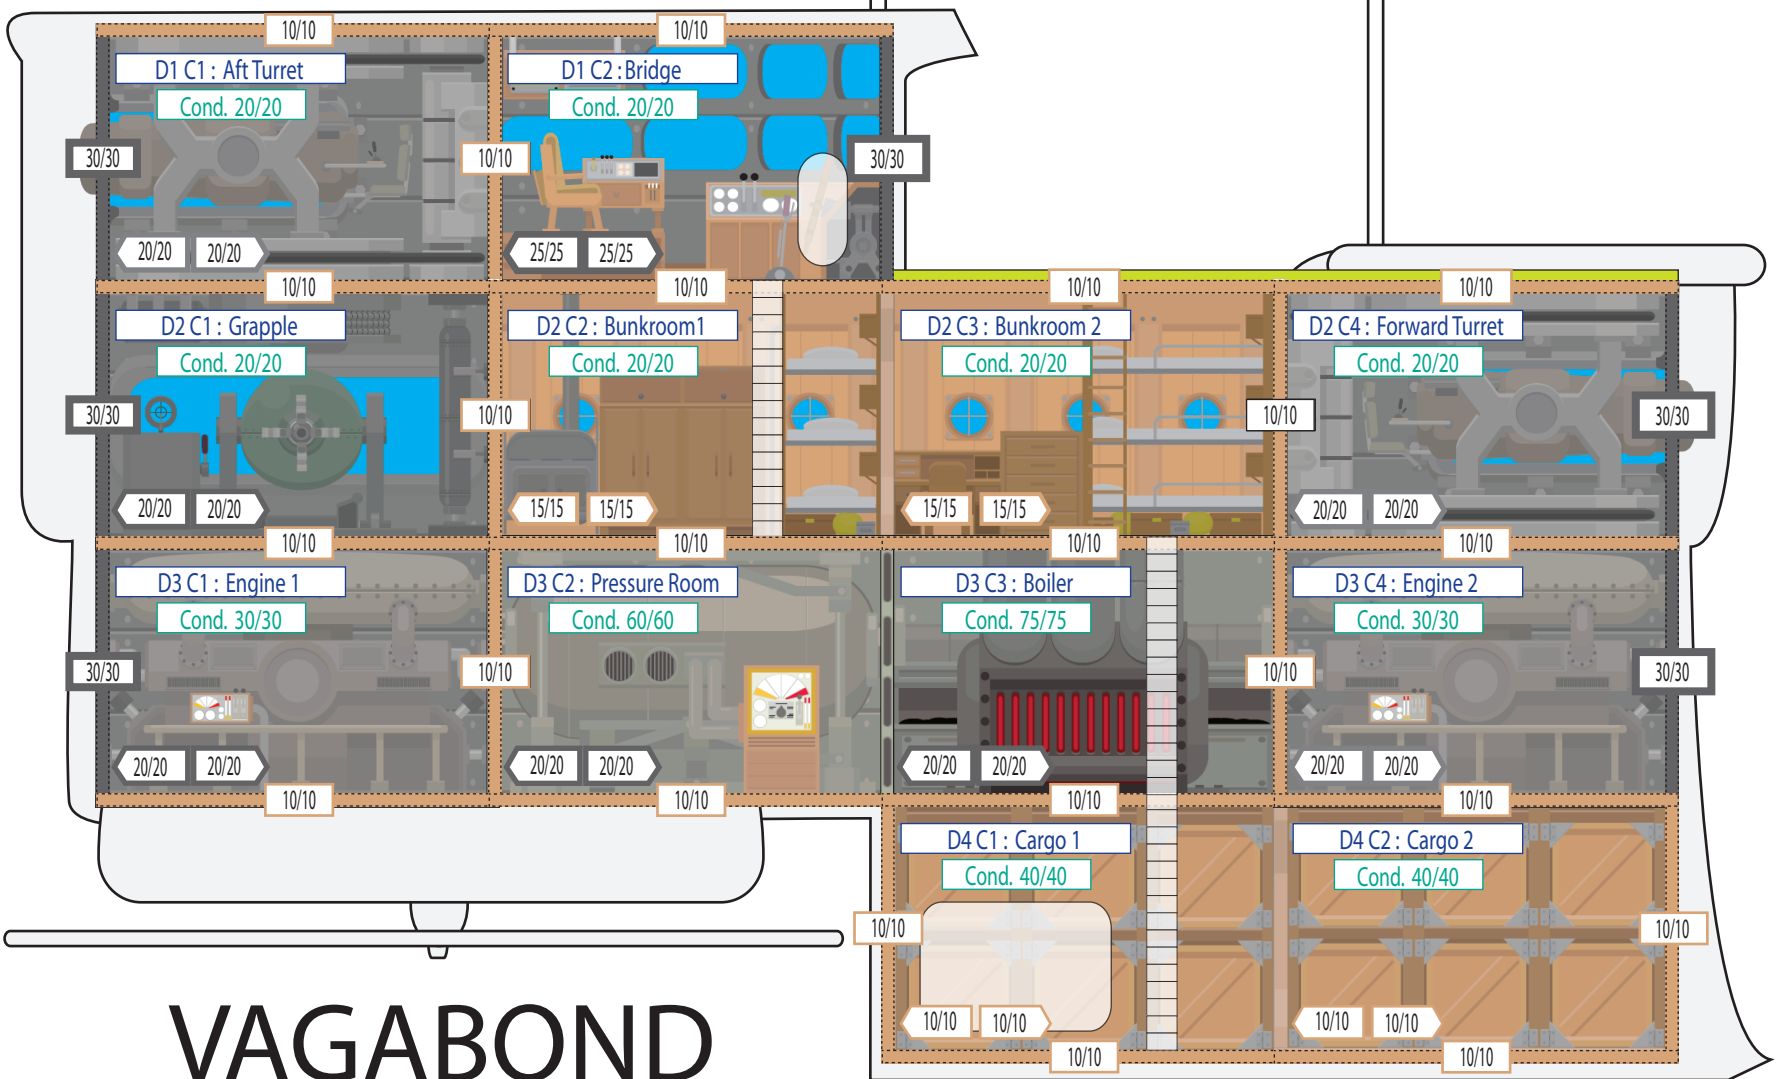 10/10
10/10
D1 C1 : Aft Turret
D1 C2 : Bridge
Cond. 20/20
Cond. 20/20
30/30
10/10
30/30
20/20
20/20
25/25
25/25
10/10
10/10
10/10
10/10
D2 C1 : Grapple
D2 C2 : Bunkroom1
D2 C3 : Bunkroom 2
D2 C4 : Forward Turret
Cond. 20/20
Cond. 20/20
Cond. 20/20
Cond. 20/20
30/30
10/10
10/10
30/30
20/20
20/20
15/15
15/15
15/15
15/15
20/20
20/20
10/10
10/10
10/10
10/10
D3 C1 : Engine 1
D3 C2 : Pressure Room
D3 C3 : Boiler
D3 C4 : Engine 2
Cond. 30/30
Cond. 60/60
Cond. 75/75
Cond. 30/30
30/30
10/10
10/10
30/30
20/20
20/20
20/20
20/20
20/20
20/20
20/20
20/20
10/10
10/10
10/10
10/10
D4 C1 : Cargo 1
D4 C2 : Cargo 2
Cond. 40/40
Cond. 40/40
10/10
10/10
10/10
10/10
10/10
10/10
10/10
10/10
VAGABOND